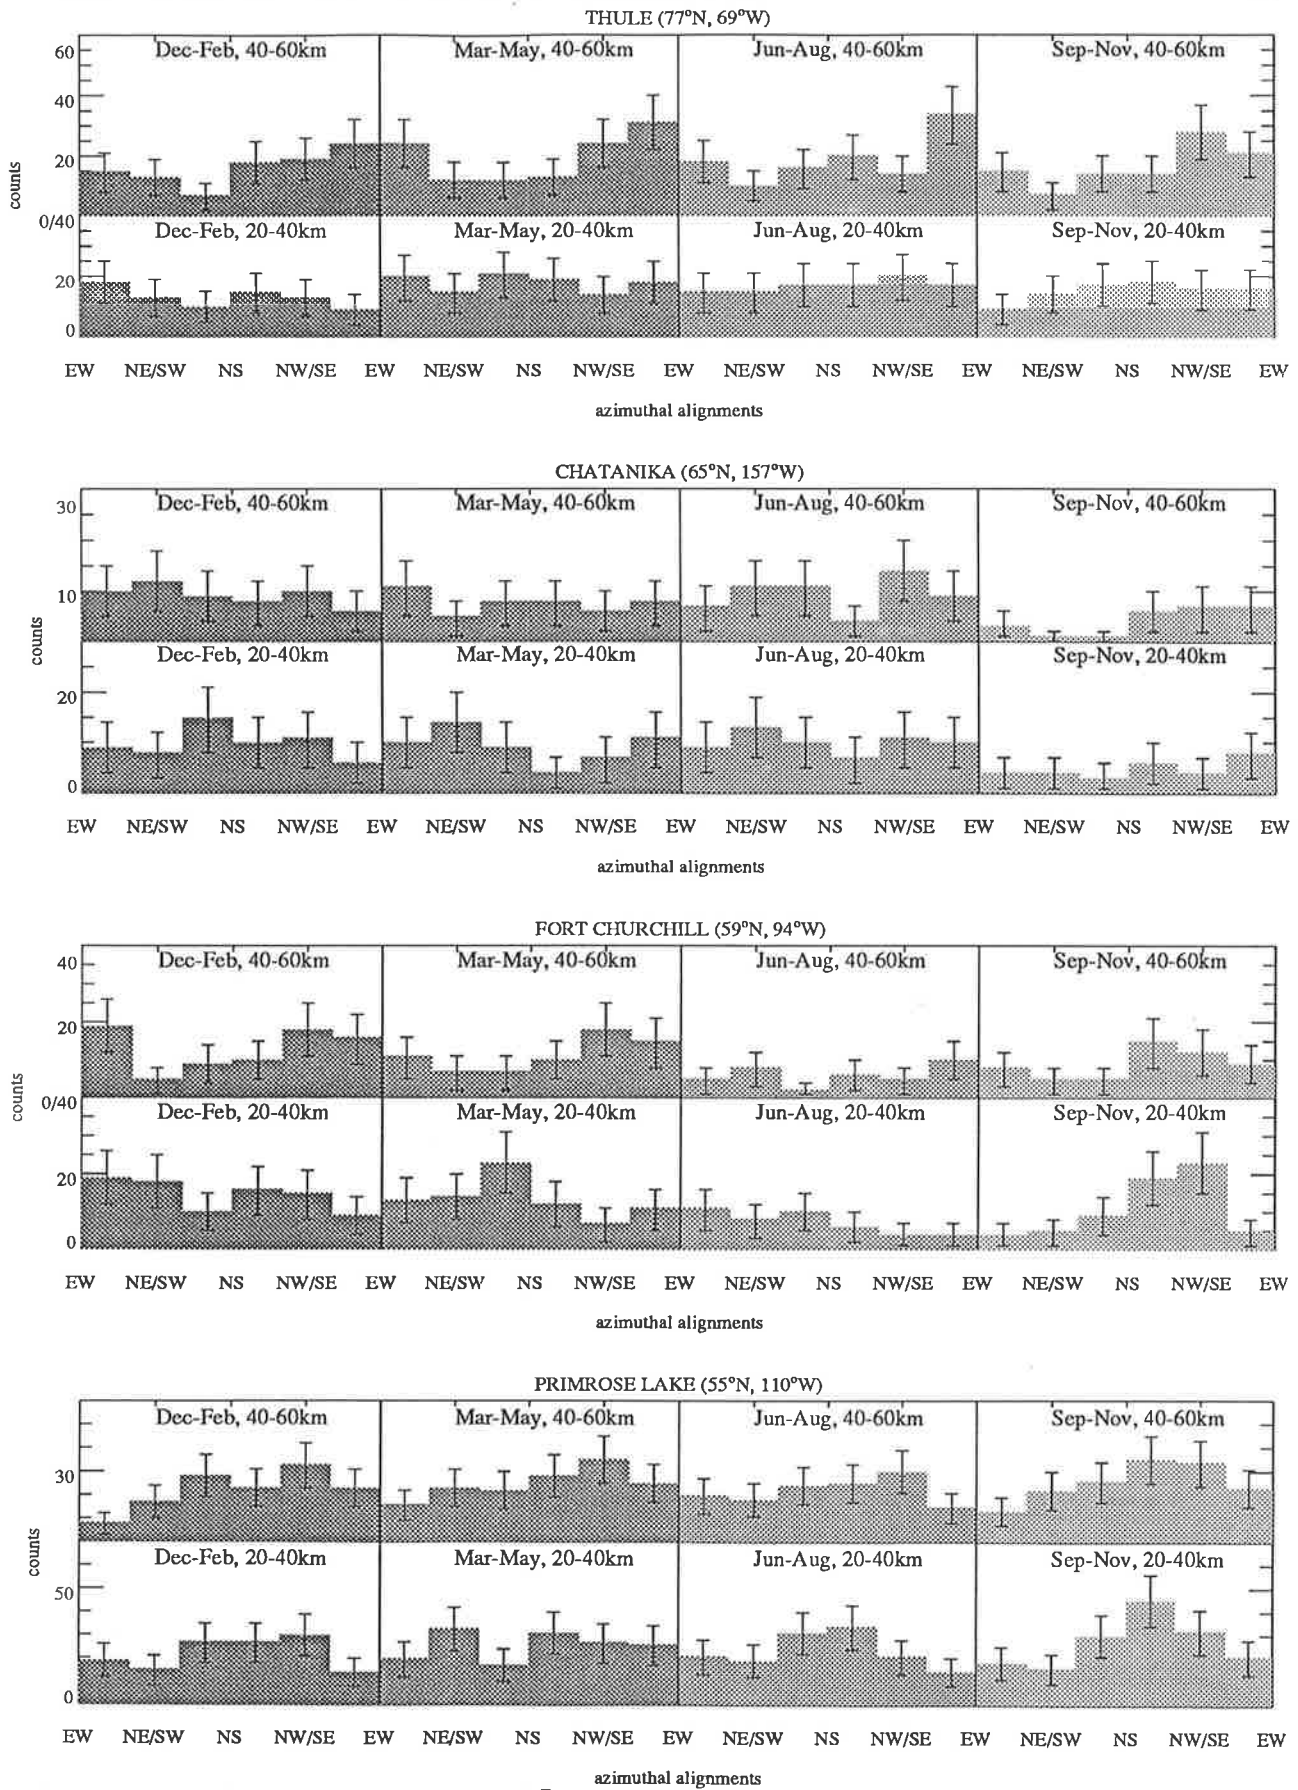 THULE (77°N, 69°W)
60
Dec-Feb, 40-60km Mar-May, 40-60km Jun-Aug, 40-60km Sep-Nov, 40-60km
40
20
counts
0/40
Dec-Feb, 20-40km Mar-May, 20-40km Jun-Aug, 20-40km Sep-Nov, 20-40km
20
0
EW NE/SW NS NW/SE EW NE/SW NS NW/SE EW NE/SW NS NW/SE EW NE/SW NS NW/SE EW
azimuthal alignments
CHATANIKA (65°N, 157°W)
30
Dec-Feb, 40-60km Mar-May, 40-60km Jun-Aug, 40-60km Sep-Nov, 40-60km
10
counts
Dec-Feb, 20-40km Mar-May, 20-40km Jun-Aug, 20-40km Sep-Nov, 20-40km
20
0
EW NE/SW NS NW/SE EW NE/SW NS NW/SE EW NE/SW NS NW/SE EW NE/SW NS NW/SE EW
azimuthal alignments
FORT CHURCHILL (59°N, 94°W)
40
Dec-Feb, 40-60km Mar-May, 40-60km Jun-Aug, 40-60km Sep-Nov, 40-60km
20
counts
0/40
Dec-Feb, 20-40km Mar-May, 20-40km Jun-Aug, 20-40km Sep-Nov, 20-40km
20
0
EW NE/SW NS NW/SE EW NE/SW NS NW/SE EW NE/SW NS NW/SE EW NE/SW NS NW/SE EW
azimuthal alignments
PRIMROSE LAKE (55°N, 110°W)
Dec-Feb, 40-60km Mar-May, 40-60km Jun-Aug, 40-60km Sep-Nov, 40-60km
30
counts
Dec-Feb, 20-40km Mar-May, 20-40km Jun-Aug, 20-40km Sep-Nov, 20-40km
50
0
EW NE/SW NS NW/SE EW NE/SW NS NW/SE EW NE/SW NS NW/SE EW NE/SW NS NW/SE EW
azimuthal alignments